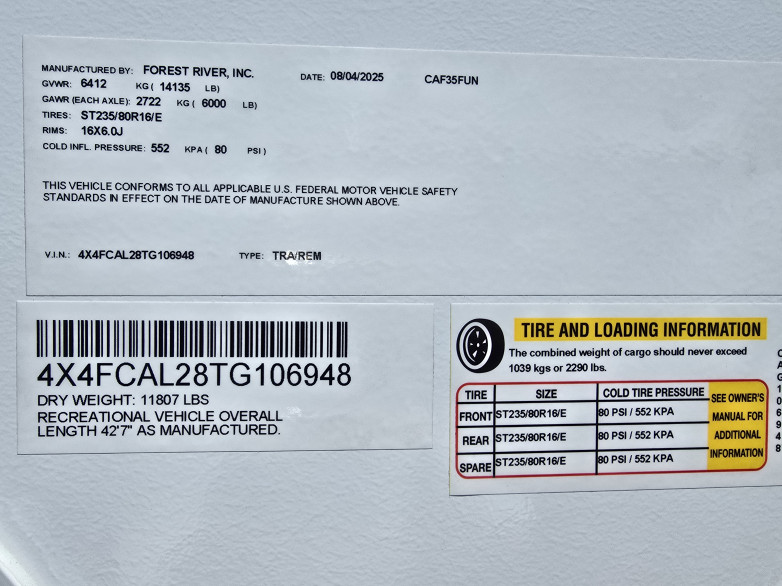 MANUFACTURED BY: FOREST RIVER, INC. DATE: 08/04/2025 CAF35FUN
GVWR: 6412 KG ( 14135 LB)
GAWR (EACH AXLE): 2722 KG ( 6000 LB)
TIRES: ST235/80R16/E
RIMS: 16X6.0J
COLD INFL. PRESSURE: 552 KPA ( 80 PSI )
THIS VEHICLE CONFORMS TO ALL APPLICABLE U.S. FEDERAL MOTOR VEHICLE SAFETY
STANDARDS IN EFFECT ON THE DATE OF MANUFACTURE SHOWN ABOVE.
V.I.N.: 4X4FCAL28TG106948 TYPE: TRA/REM
4X4FCAL28TG106948
DRY WEIGHT: 11807 LBS
RECREATIONAL VEHICLE OVERALL
LENGTH 42'7" AS MANUFACTURED.
TIRE AND LOADING INFORMATION
The combined weight of cargo should never exceed
1039 kgs or 2290 lbs.
TIRE SIZE COLD TIRE PRESSURE
FRONT ST235/80R16/E 80 PSI / 552 KPA
REAR ST235/80R16/E 80 PSI / 552 KPA
SPARE ST235/80R16/E 80 PSI / 552 KPA
SEE OWNER'S
MANUAL FOR
ADDITIONAL
INFORMATION